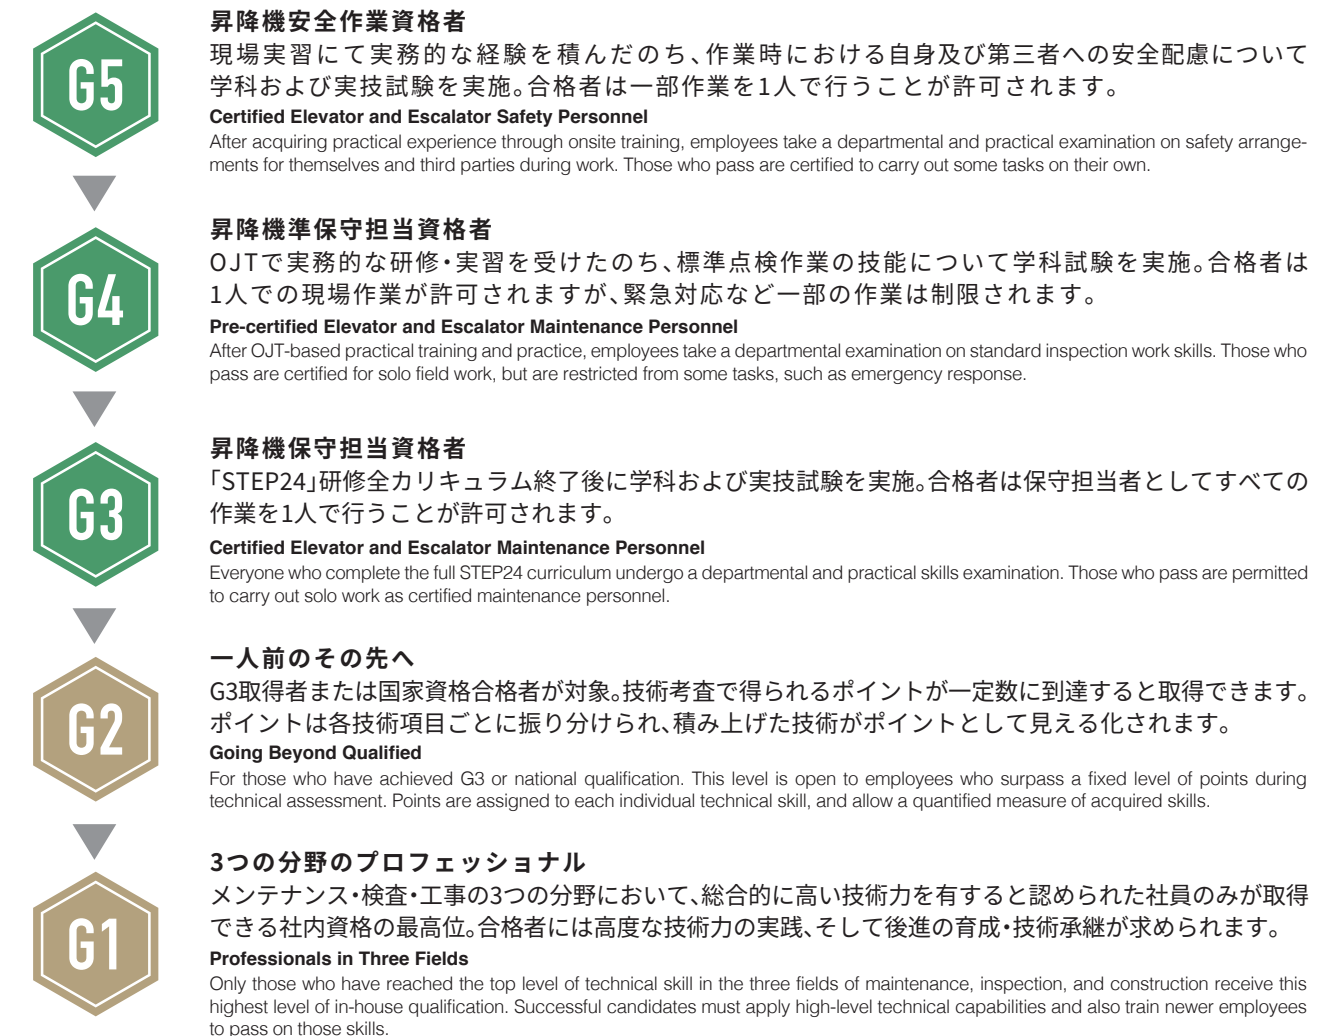 G5
昇降機安全作業資格者
現場実習にて実務的な経験を積んだのち、作業時における自身及び第三者への安全配慮について
学科および実技試験を実施。合格者は一部作業を1人で行うことが許可されます。
Certified Elevator and Escalator Safety Personnel
After acquiring practical experience through onsite training, employees take a departmental and practical examination on safety arrange-
ments for themselves and third parties during work. Those who pass are certified to carry out some tasks on their own.
G4
昇降機準保守担当資格者
OJTで実務的な研修・実習を受けたのち、標準点検作業の技能について学科試験を実施。合格者は
1人での現場作業が許可されますが、緊急対応など一部の作業は制限されます。
Pre-certified Elevator and Escalator Maintenance Personnel
After OJT-based practical training and practice, employees take a departmental examination on standard inspection work skills. Those who
pass are certified for solo field work, but are restricted from some tasks, such as emergency response.
G3
昇降機保守担当資格者
「STEP24」研修全カリキュラム終了後に学科および実技試験を実施。合格者は保守担当者としてすべての
作業を1人で行うことが許可されます。
Certified Elevator and Escalator Maintenance Personnel
Everyone who complete the full STEP24 curriculum undergo a departmental and practical skills examination. Those who pass are permitted
to carry out solo work as certified maintenance personnel.
G2
一人前のその先へ
G3取得者または国家資格合格者が対象。技術考査で得られるポイントが一定数に到達すると取得できます。
ポイントは各技術項目ごとに振り分けられ、積み上げた技術がポイントとして見える化されます。
Going Beyond Qualified
For those who have achieved G3 or national qualification. This level is open to employees who surpass a fixed level of points during
technical assessment. Points are assigned to each individual technical skill, and allow a quantified measure of acquired skills.
G1
3つの分野のプロフェッショナル
メンテナンス・検査・工事の3つの分野において、総合的に高い技術力を有すると認められた社員のみが取得
できる社内資格の最高位。合格者には高度な技術力の実践、そして後進の育成・技術承継が求められます。
Professionals in Three Fields
Only those who have reached the top level of technical skill in the three fields of maintenance, inspection, and construction receive this
highest level of in-house qualification. Successful candidates must apply high-level technical capabilities and also train newer employees
to pass on those skills.